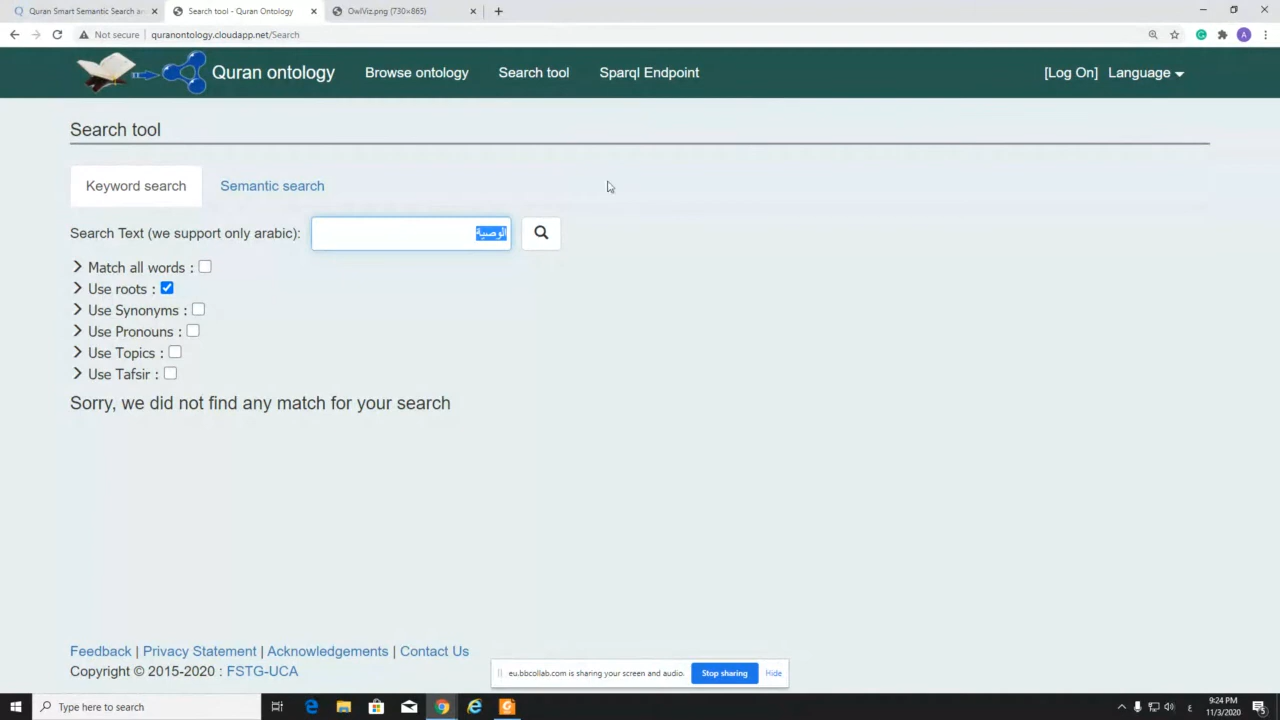 Quran Smart Semantic Search an
Search tool - Quran Ontology
OwlViz.png (730×865)
Not secure | quranontology.cloudapp.net/Search
A
Quran ontology
Browse ontology
Search tool
Sparql Endpoint
[Log On]
Language
Search tool
Keyword search
Semantic search
Search Text (we support only arabic):
الوصية
Match all words :
Use roots :
Use Synonyms :
Use Pronouns :
Use Topics :
Use Tafsir :
Sorry, we did not find any match for your search
Feedback | Privacy Statement | Acknowledgements | Contact Us
Copyright © 2015-2020 : FSTG-UCA
eu.bbcollab.com is sharing your screen and audio.
Stop sharing
Hide
Type here to search
ع
9:24 PM
11/3/2020
5